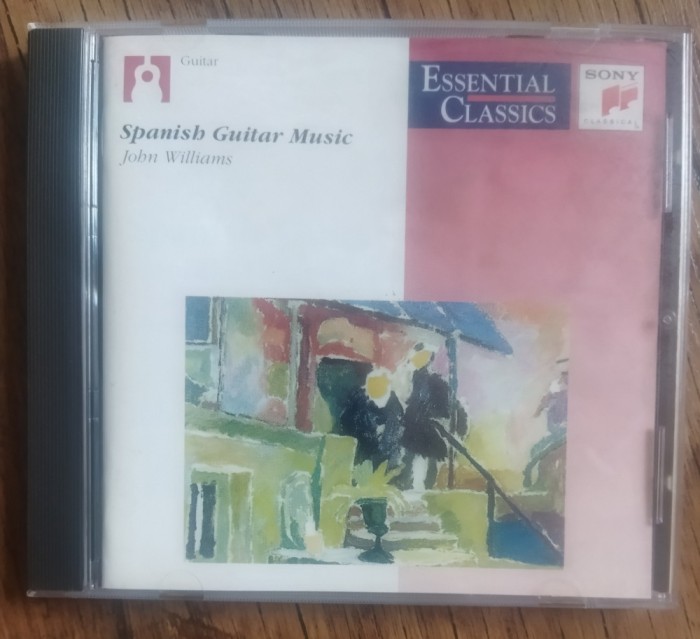 Guitar
Spanish Guitar Music
John Williams
ESSENTIAL
CLASSICS
SONY
CLASSICAL